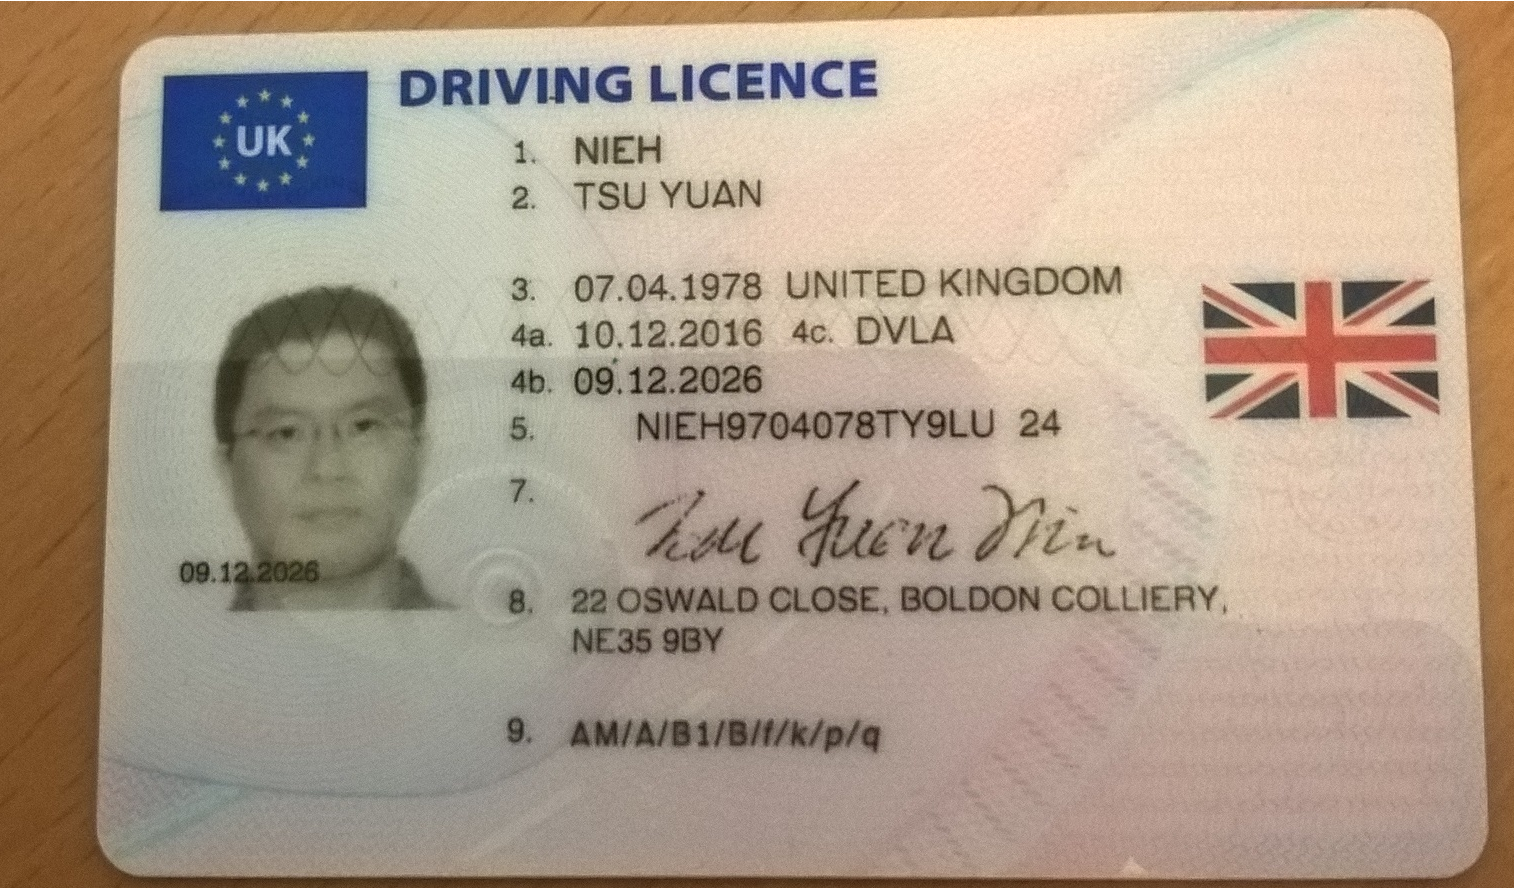 UK
DRIVING LICENCE
1. NIEH
2. TSU YUAN
3. 07.04.1978 UNITED KINGDOM
4a. 10.12.2016 4c. DVLA
4b. 09.12.2026
5. NIEH9704078TY9LU 24
7. Tsu Yuan
09.12.2026
8. 22 OSWALD CLOSE, BOLDON COLLIERY,
NE35 9BY
9. AM/A/B1/B/f/k/p/q